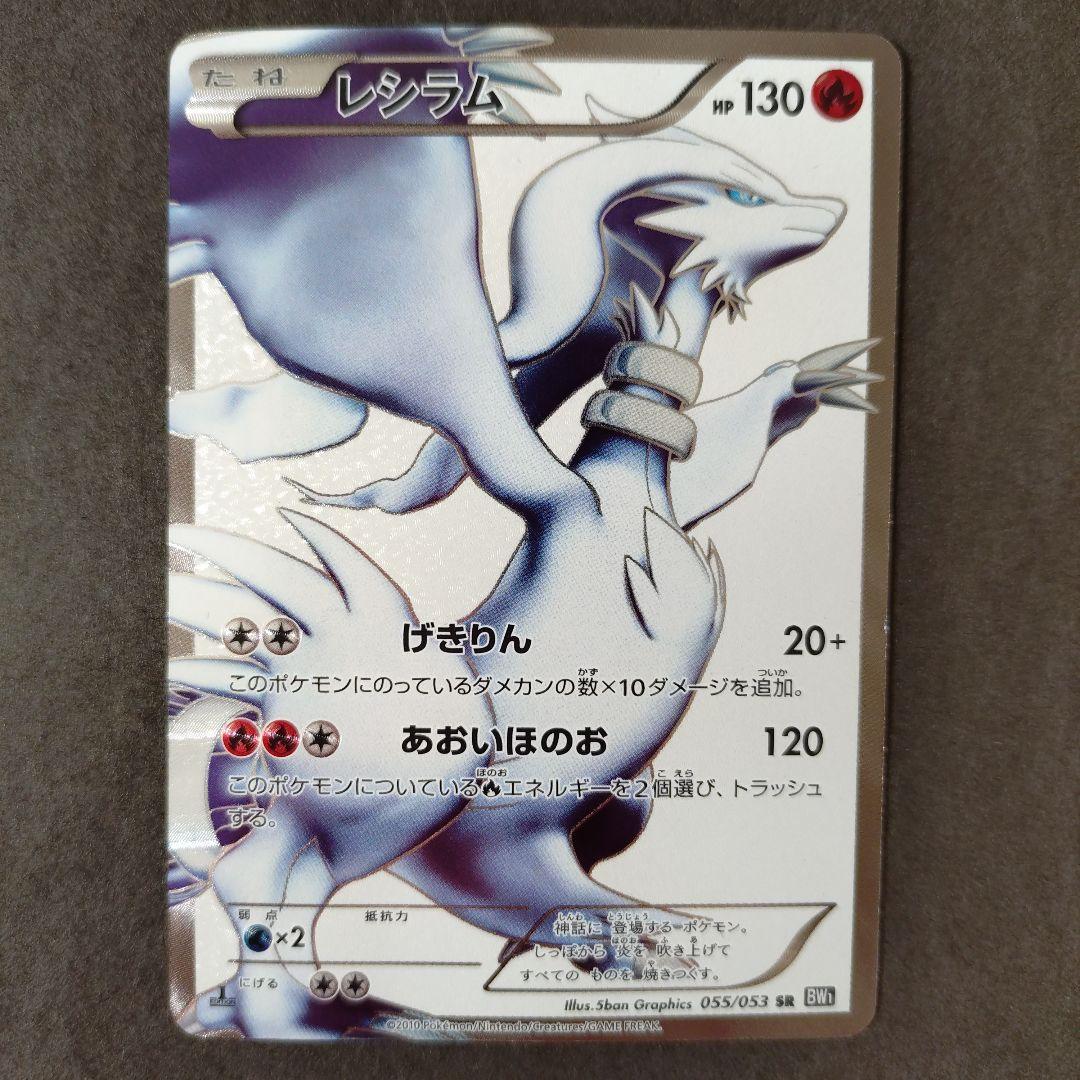 たね レシラム HP 130
げきりん 20+
このポケモンにのっているダメカンの数×10ダメージを追加。
あおいほのお 120
このポケモンについているエネルギーを2個選び、トラッシュ
する。
弱点 抵抗力
×2
にげる
神話に 登場する ポケモン。
しっぽから 炎を 吹き上げて
すべての ものを 焼きつくす。
1 EDITION
Illus. 5ban Graphics 055/053 SR BW1
©2010 Pokémon/Nintendo/Creatures/GAME FREAK.